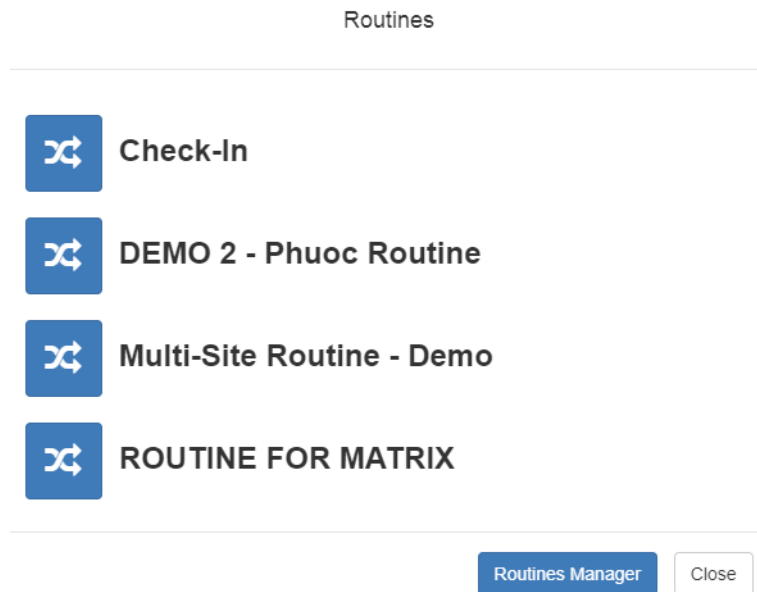 Routines
Check-In
DEMO 2 - Phuoc Routine
Multi-Site Routine - Demo
ROUTINE FOR MATRIX
Routines Manager
Close